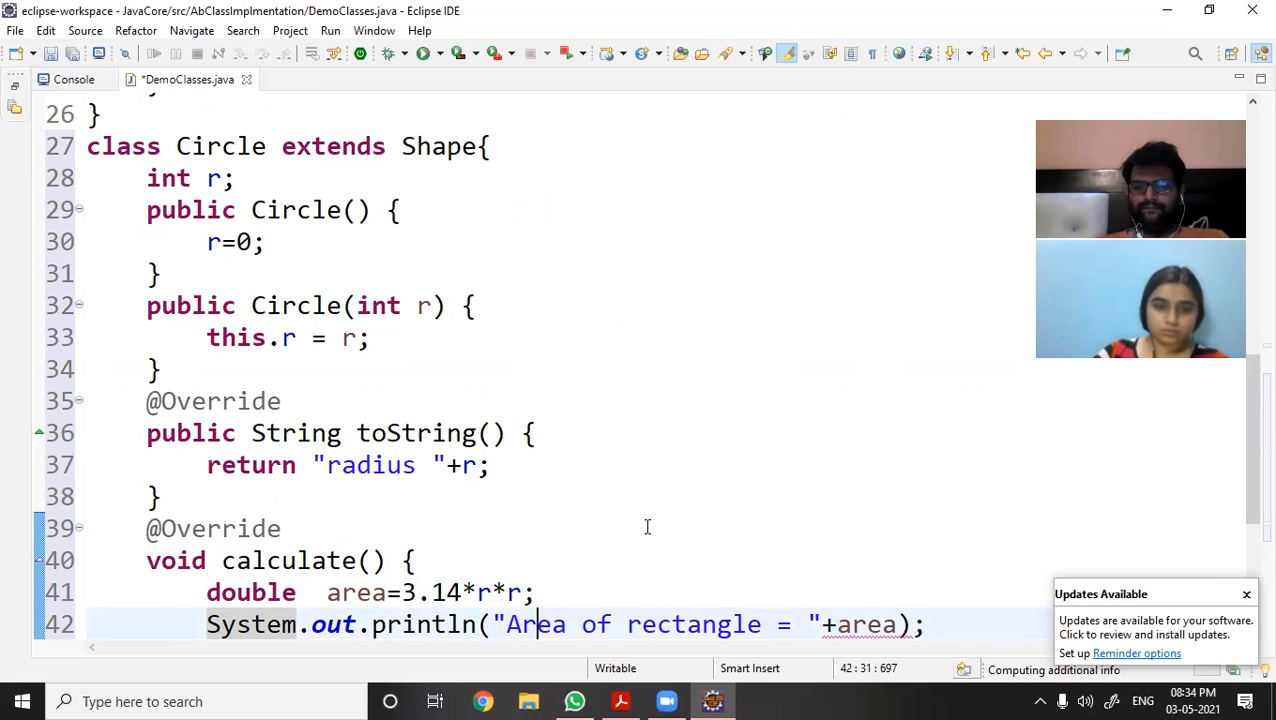 eclipse-workspace - JavaCore/src/AbClassImplmentation/DemoClasses.java - Eclipse IDE
File Edit Source Refactor Navigate Search Project Run Window Help
Console *DemoClasses.java
26 }
27 class Circle extends Shape{
28 int r;
29 public Circle() {
30 r=0;
31 }
32 public Circle(int r) {
33 this.r = r;
34 }
35 @Override
36 public String toString() {
37 return "radius "+r;
38 }
39 @Override
40 void calculate() {
41 double area=3.14*r*r;
42 System.out.println("Area of rectangle = "+area);
Updates Available
Updates are available for your software.
Click to review and install updates.
Set up Reminder options
Writable Smart Insert 42 : 31 : 697 Computing additional info
Type here to search ENG 08:34 PM
03-05-2021